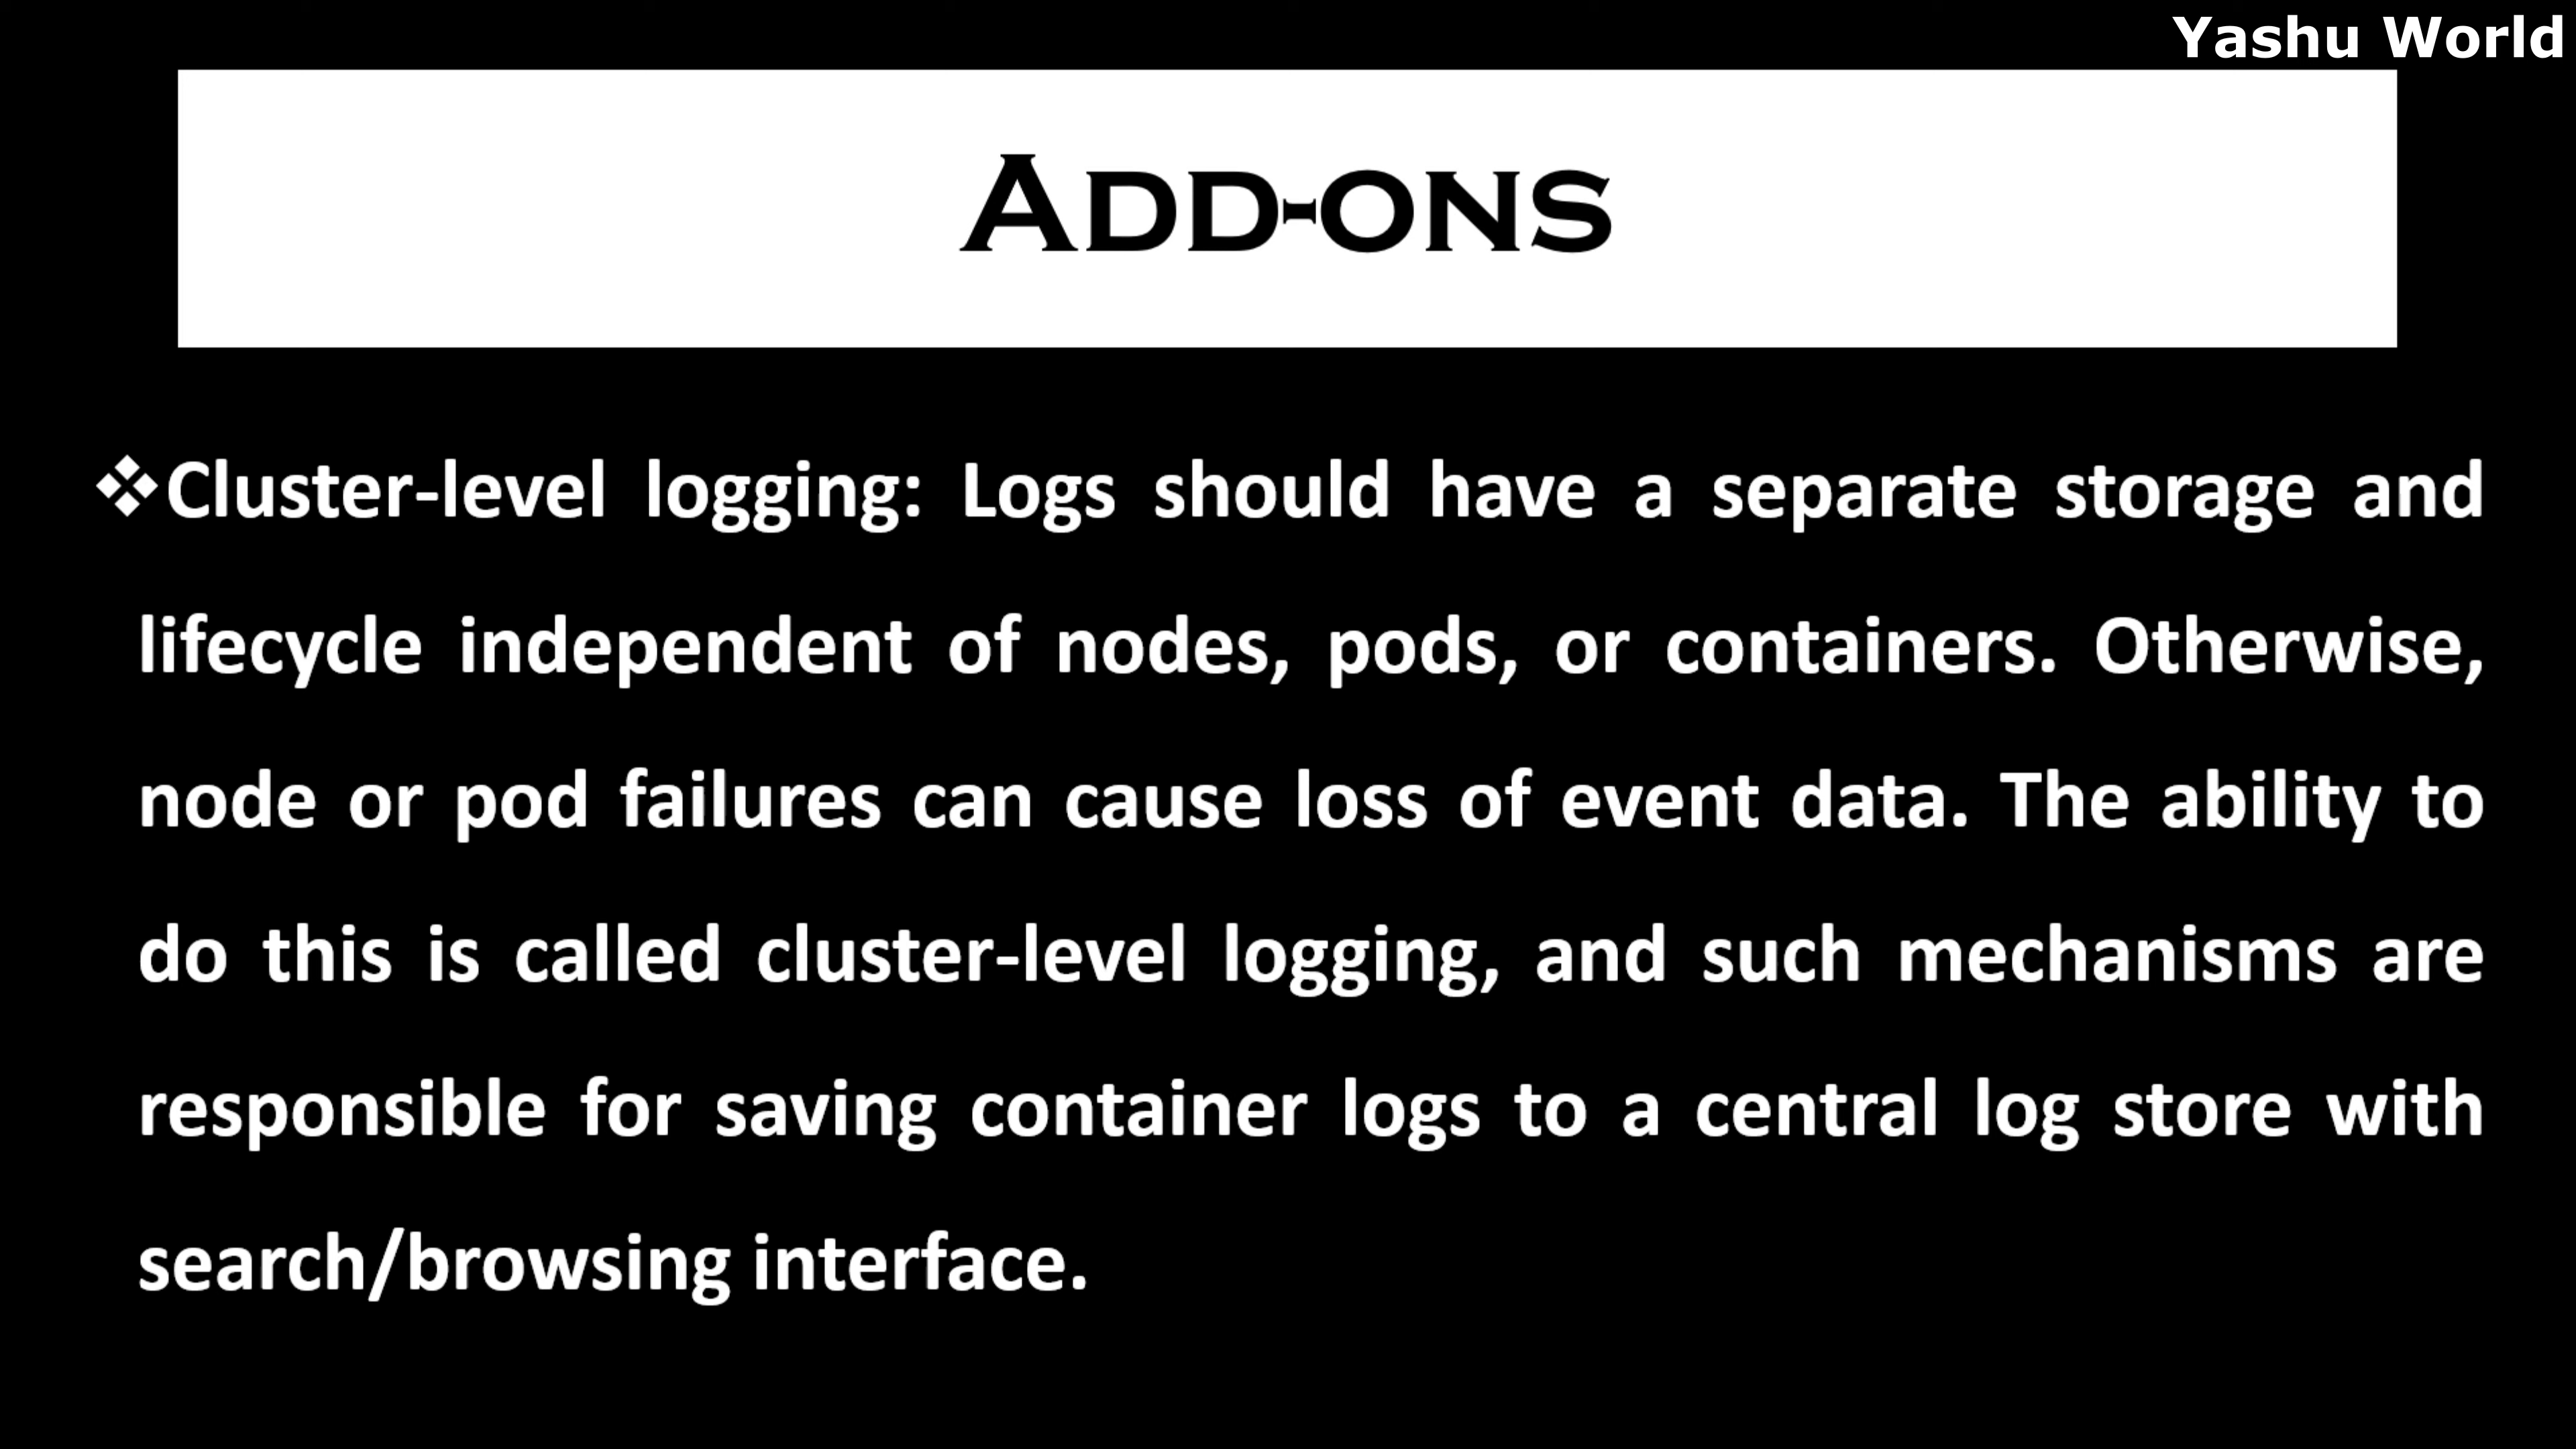 Yashu World
ADD-ONS
❖Cluster-level logging: Logs should have a separate storage and
lifecycle independent of nodes, pods, or containers. Otherwise,
node or pod failures can cause loss of event data. The ability to
do this is called cluster-level logging, and such mechanisms are
responsible for saving container logs to a central log store with
search/browsing interface.